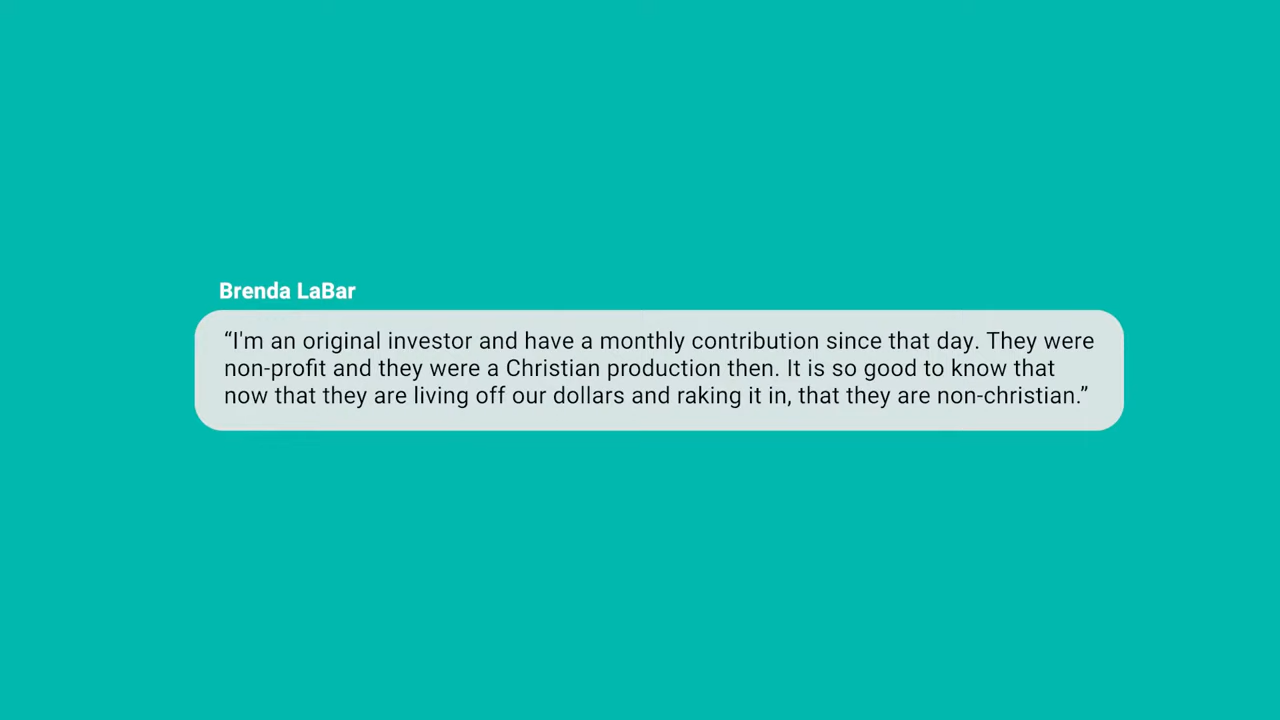 Brenda LaBar
“I'm an original investor and have a monthly contribution since that day. They were
non-profit and they were a Christian production then. It is so good to know that
now that they are living off our dollars and raking it in, that they are non-christian.”